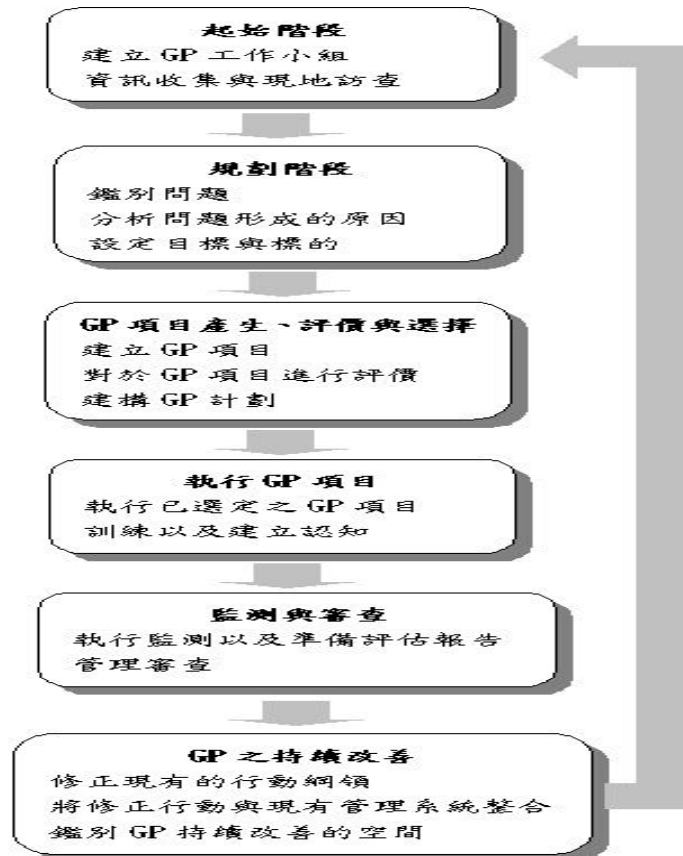 起始階段
建立 GP 工作小組
資訊收集與現地訪查
規劃階段
鑑別問題
分析問題形成的原因
設定目標與標的
GP 項目產生、評價與選擇
建立 GP 項目
對於 GP 項目進行評價
建構 GP 計劃
執行 GP 項目
執行已選定之 GP 項目
訓練以及建立認知
監測與審查
執行監測以及準備評估報告
管理審查
GP 之持續改善
修正現有的行動綱領
將修正行動與現有管理系統整合
鑑別 GP 持續改善的空間